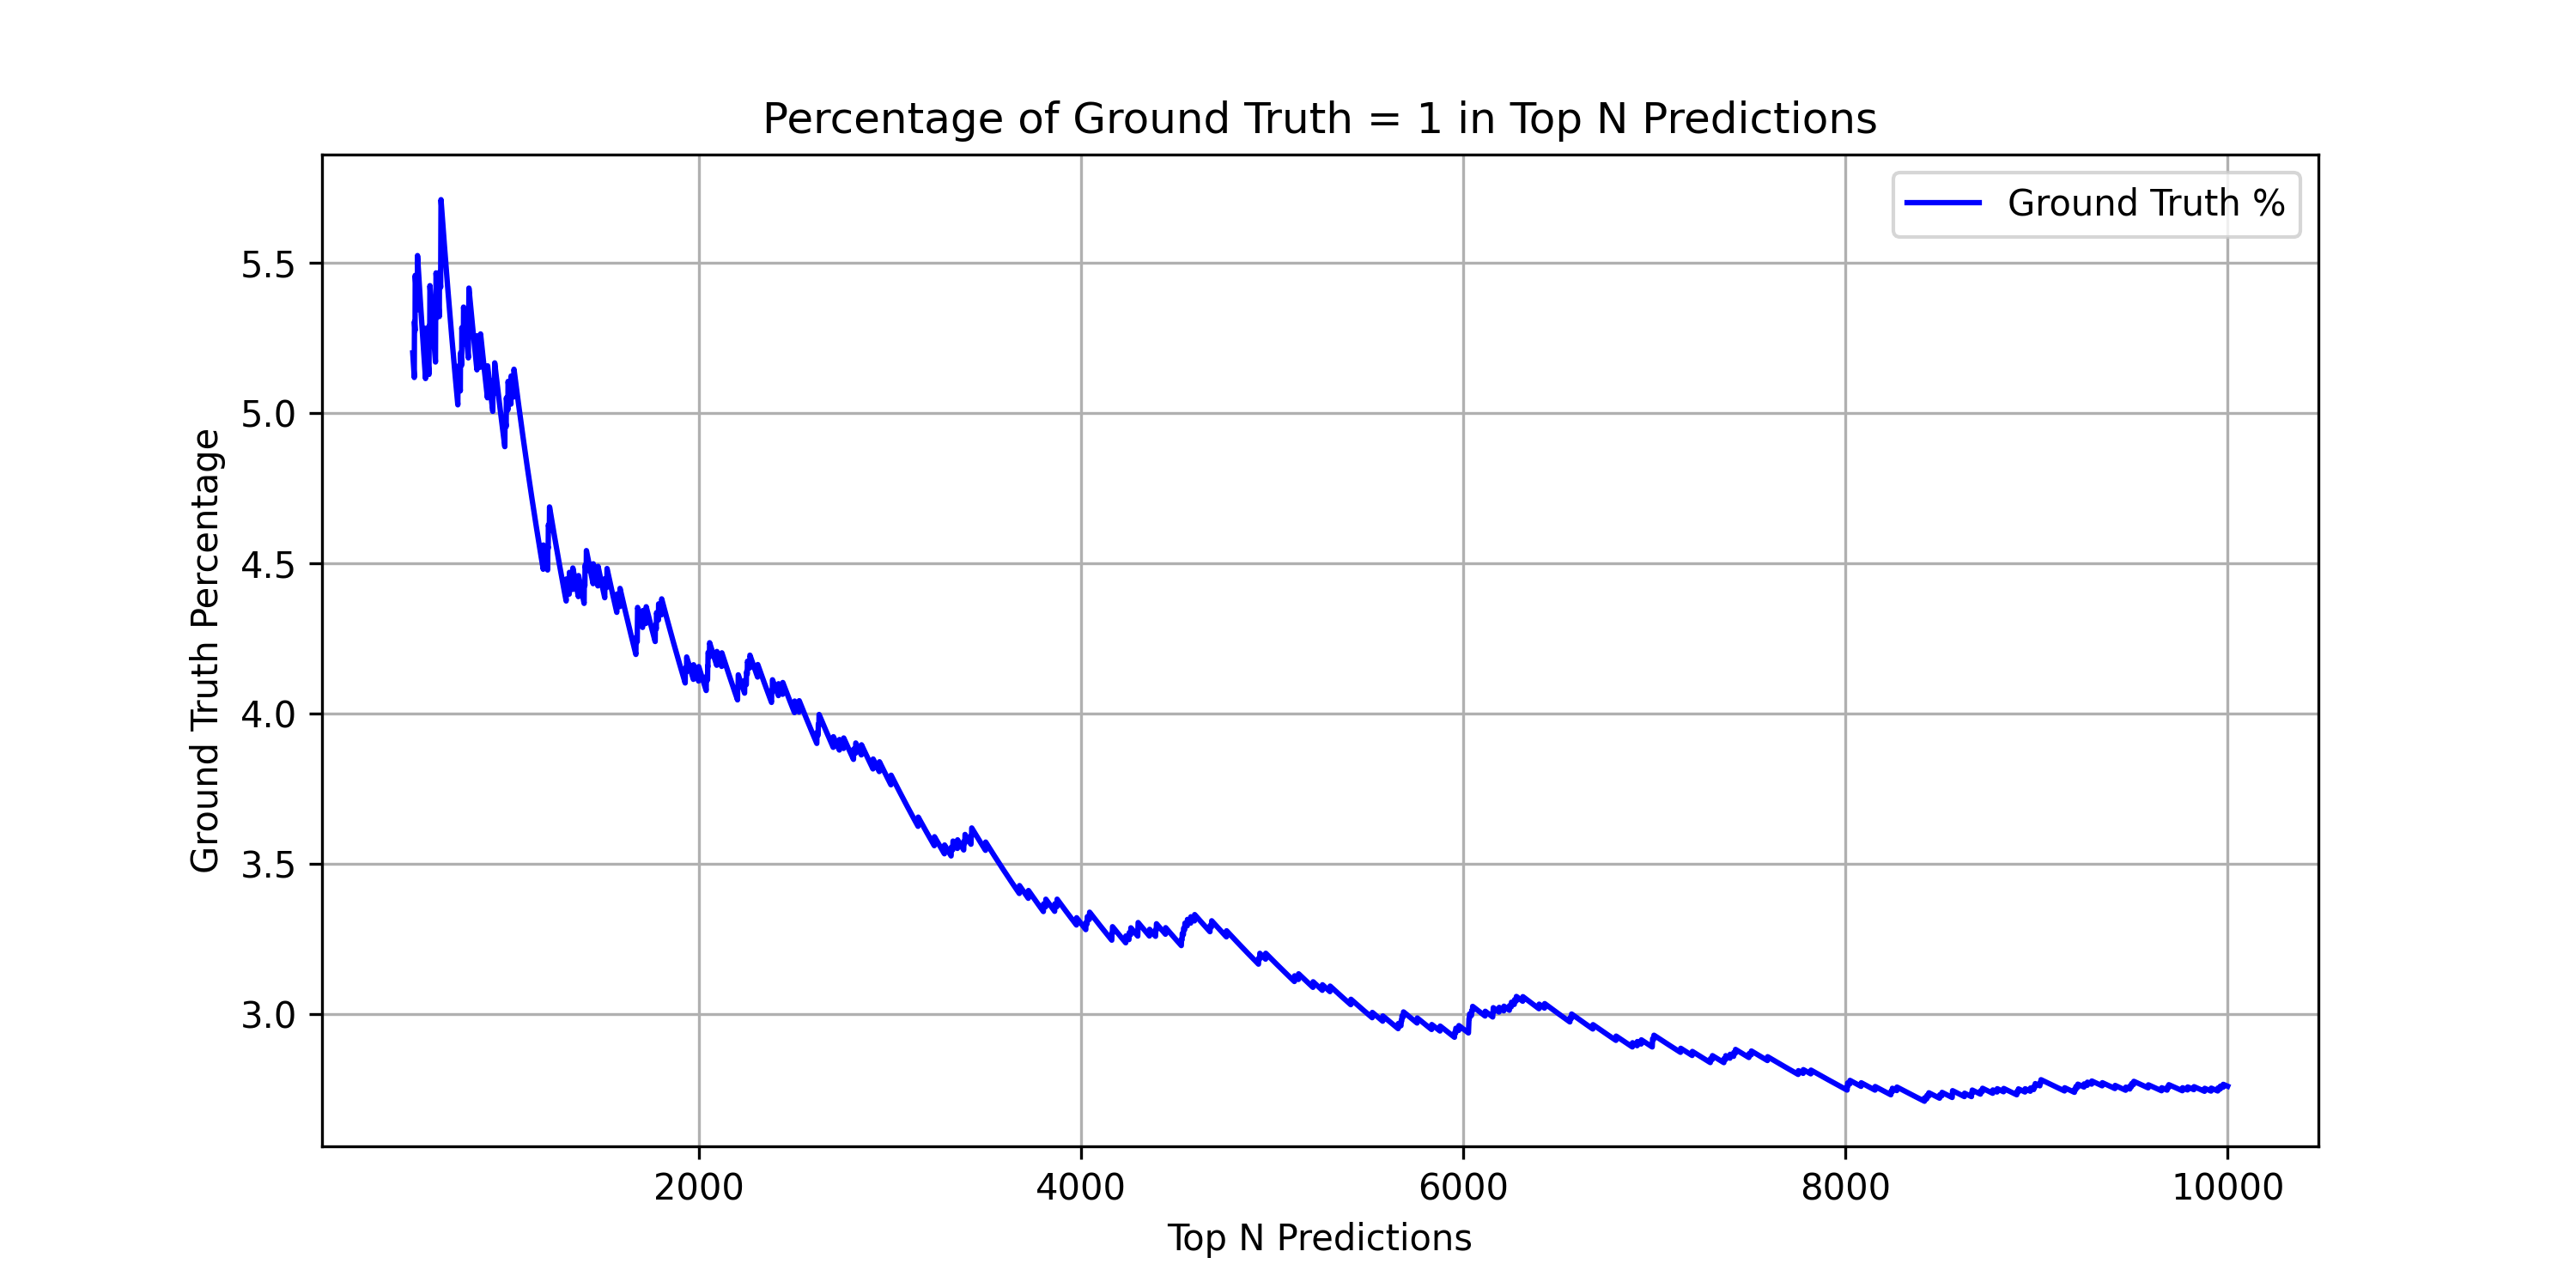 Percentage of Ground Truth = 1 in Top N Predictions
Ground Truth %
Ground Truth Percentage
5.5
5.0
4.5
4.0
3.5
3.0
2000 4000 6000 8000 10000
Top N Predictions